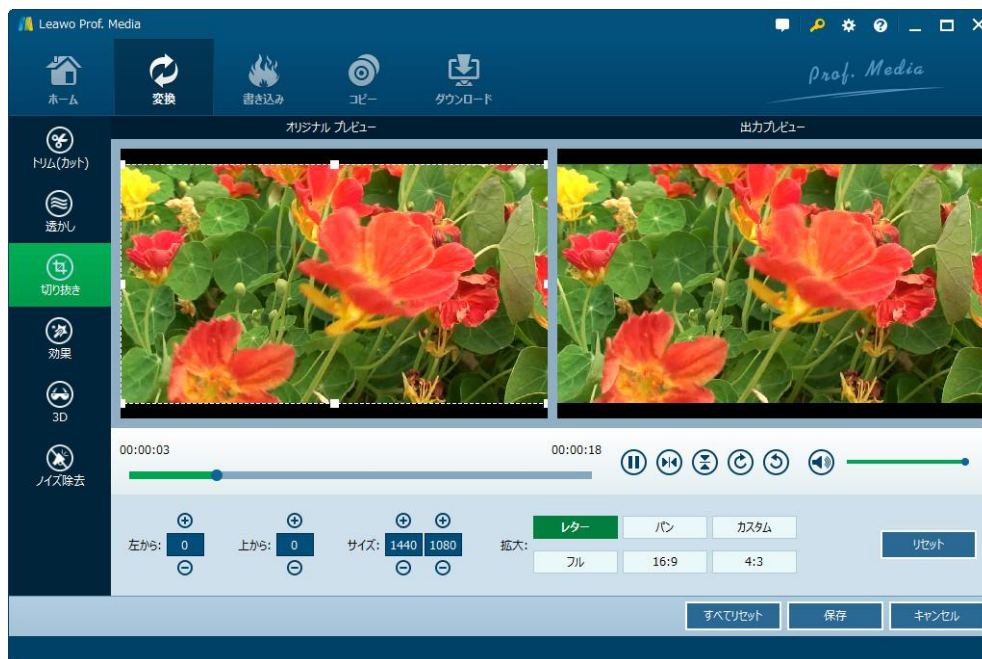 Leawo Prof. Media
ホーム
変換
書き込み
コピー
ダウンロード
Prof. Media
オリジナル プレビュー
出力プレビュー
トリム(カット)
透かし
切り抜き
効果
3D
ノイズ除去
00:00:03
00:00:18
左から: 0
上から: 0
サイズ: 1440 1080
拡大:
レター
パン
カスタム
フル
16:9
4:3
リセット
すべてリセット
保存
キャンセル